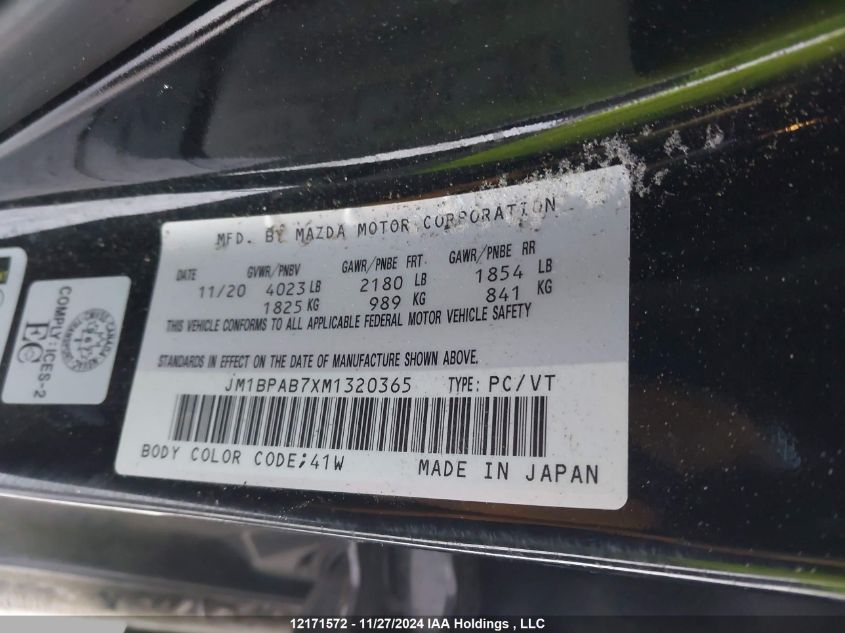 MFD. BY MAZDA MOTOR CORPORATION
DATE GVWR/PNBV GAWR/PNBE FRT GAWR/PNBE RR
11/20 4023 LB 2180 LB 1854 LB
1825 KG 989 KG 841 KG
THIS VEHICLE CONFORMS TO ALL APPLICABLE FEDERAL MOTOR VEHICLE SAFETY
STANDARDS IN EFFECT ON THE DATE OF MANUFACTURE SHOWN ABOVE.
JM1BPAB7XM1320365 TYPE: PC/VT
BODY COLOR CODE;41W MADE IN JAPAN
COMPLY:ICES-2
12171572 - 11/27/2024 IAA Holdings , LLC